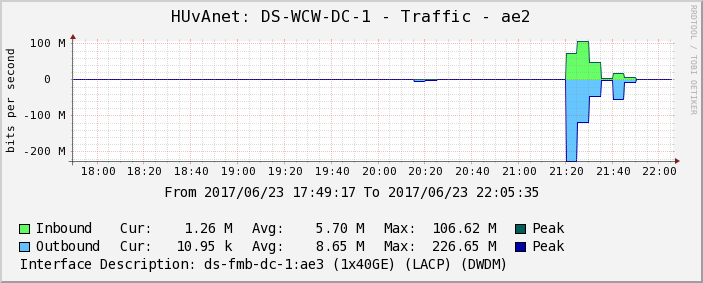 HUvAnet: DS-WCW-DC-1 - Traffic - ae2
RRDTOOL / TOBI OETIKER
bits per second
100 M
0
-100 M
-200 M
18:00 18:20 18:40 19:00 19:20 19:40 20:00 20:20 20:40 21:00 21:20 21:40 22:00
From 2017/06/23 17:49:17 To 2017/06/23 22:05:35
Inbound Cur: 1.26 M Avg: 5.70 M Max: 106.62 M Peak
Outbound Cur: 10.95 k Avg: 8.65 M Max: 226.65 M Peak
Interface Description: ds-fmb-dc-1:ae3 (1x40GE) (LACP) (DWDM)